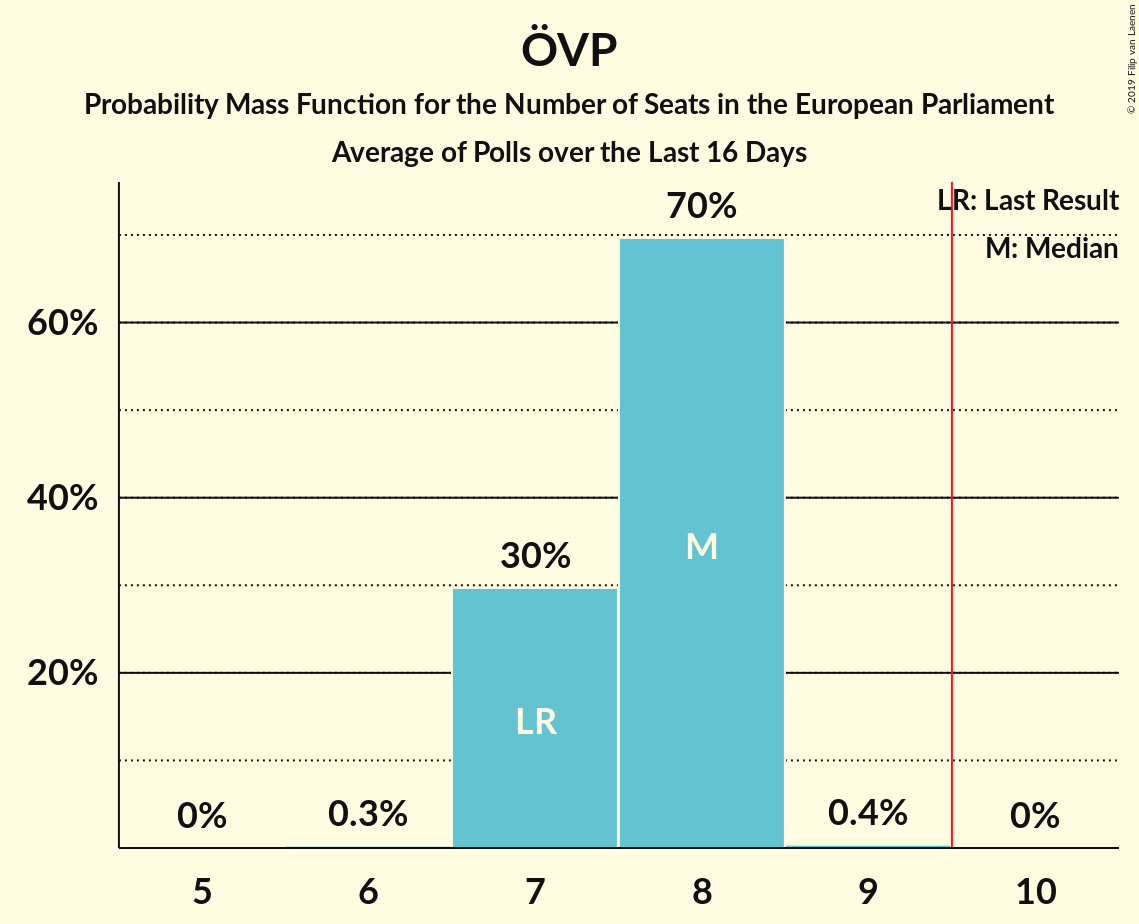 ÖVP
Probability Mass Function for the Number of Seats in the European Parliament
Average of Polls over the Last 16 Days
© 2019 Filip van Laenen
LR: Last Result
M: Median
70%
60%
40%
30%
20%
M
LR
0%
0.3%
0.4%
0%
5 6 7 8 9 10